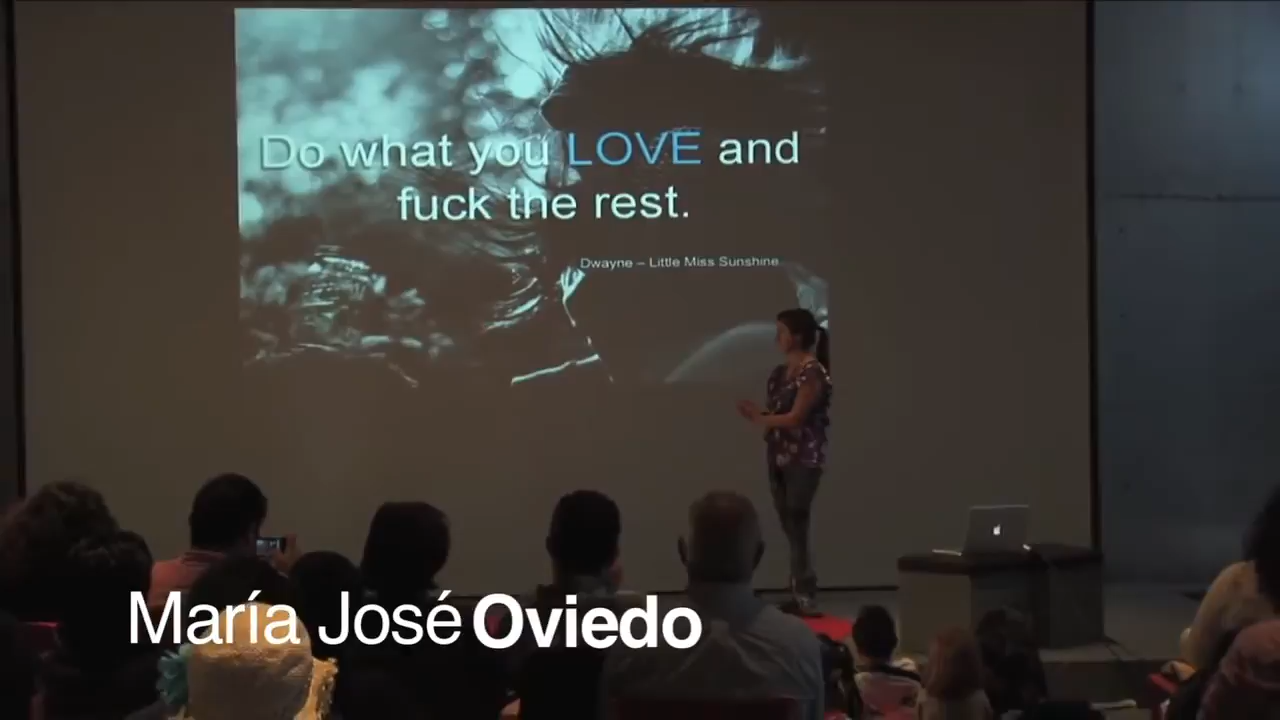 Do what you LOVE and
fuck the rest.
Dwayne – Little Miss Sunshine
María José Oviedo